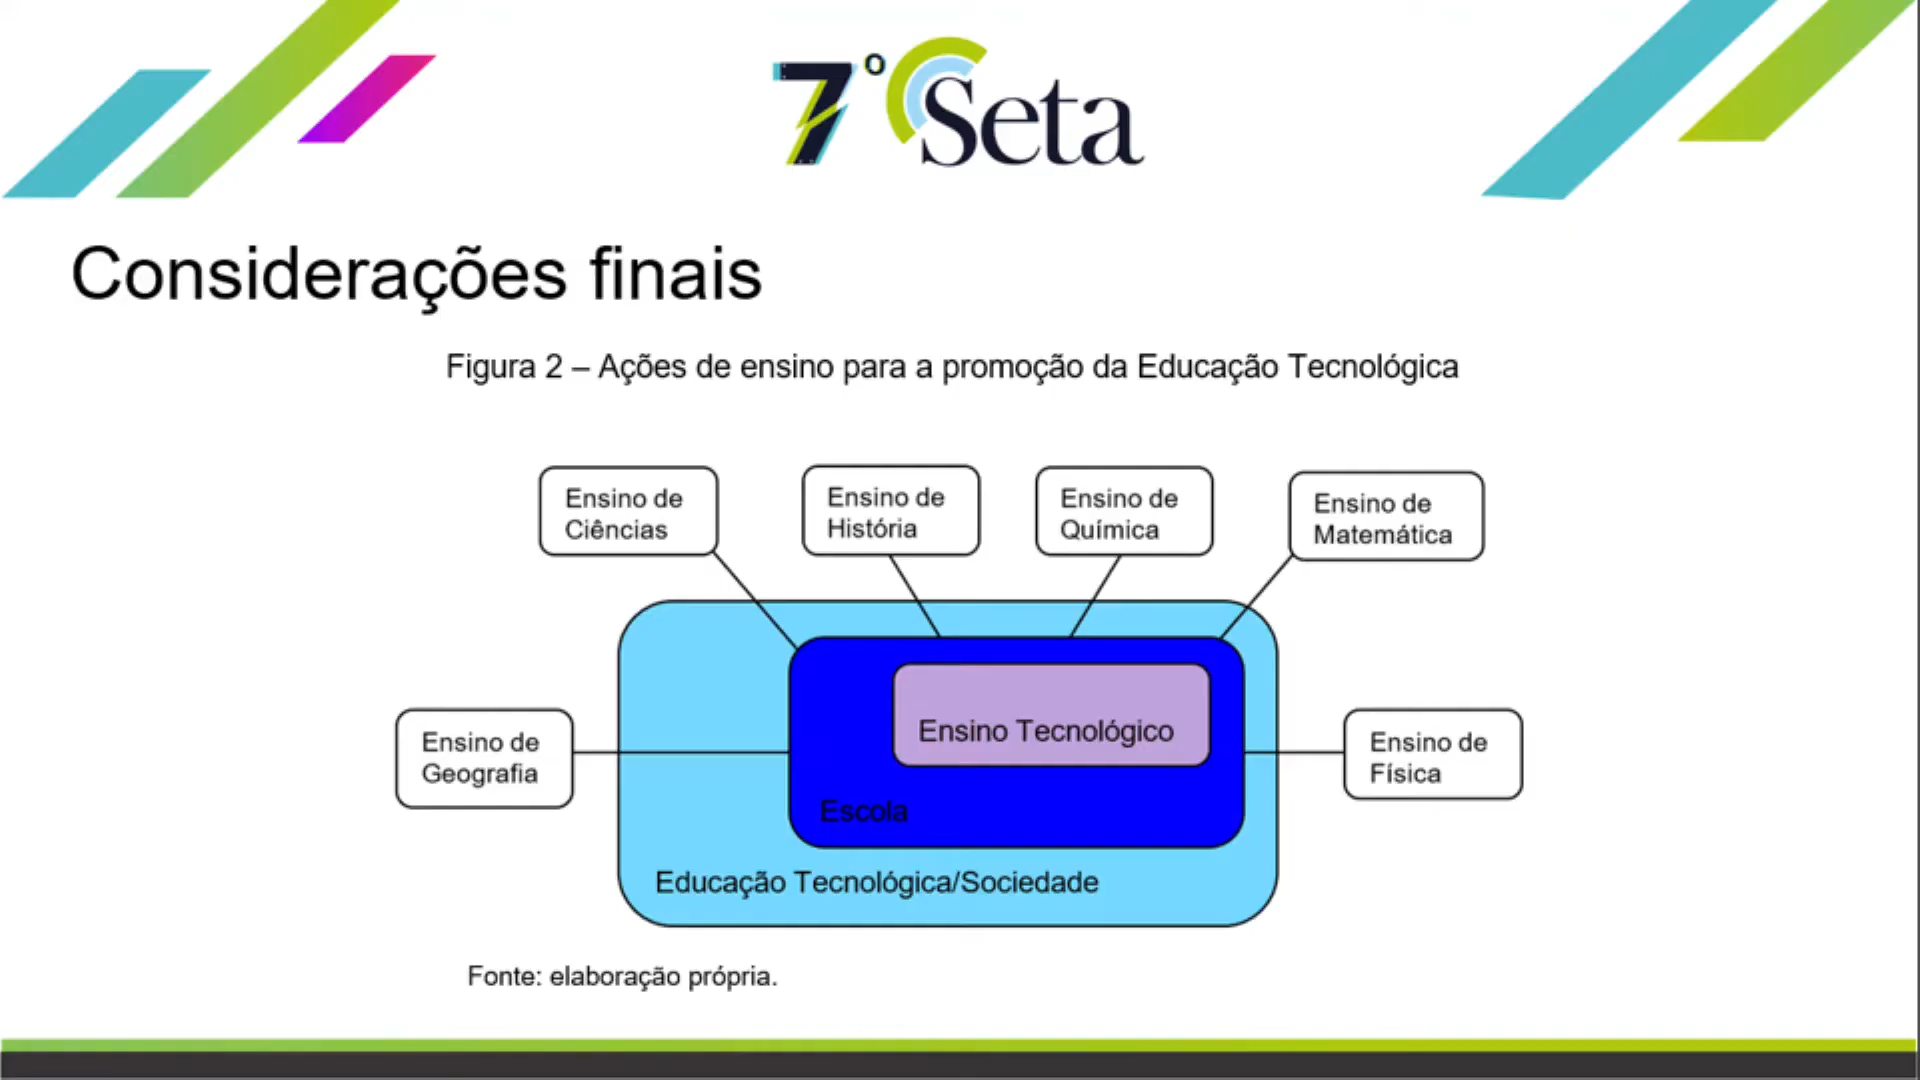 7º Seta
Considerações finais
Figura 2 – Ações de ensino para a promoção da Educação Tecnológica
Ensino de
Ciências
Ensino de
História
Ensino de
Química
Ensino de
Matemática
Ensino de
Geografia
Ensino Tecnológico
Ensino de
Física
Escola
Educação Tecnológica/Sociedade
Fonte: elaboração própria.